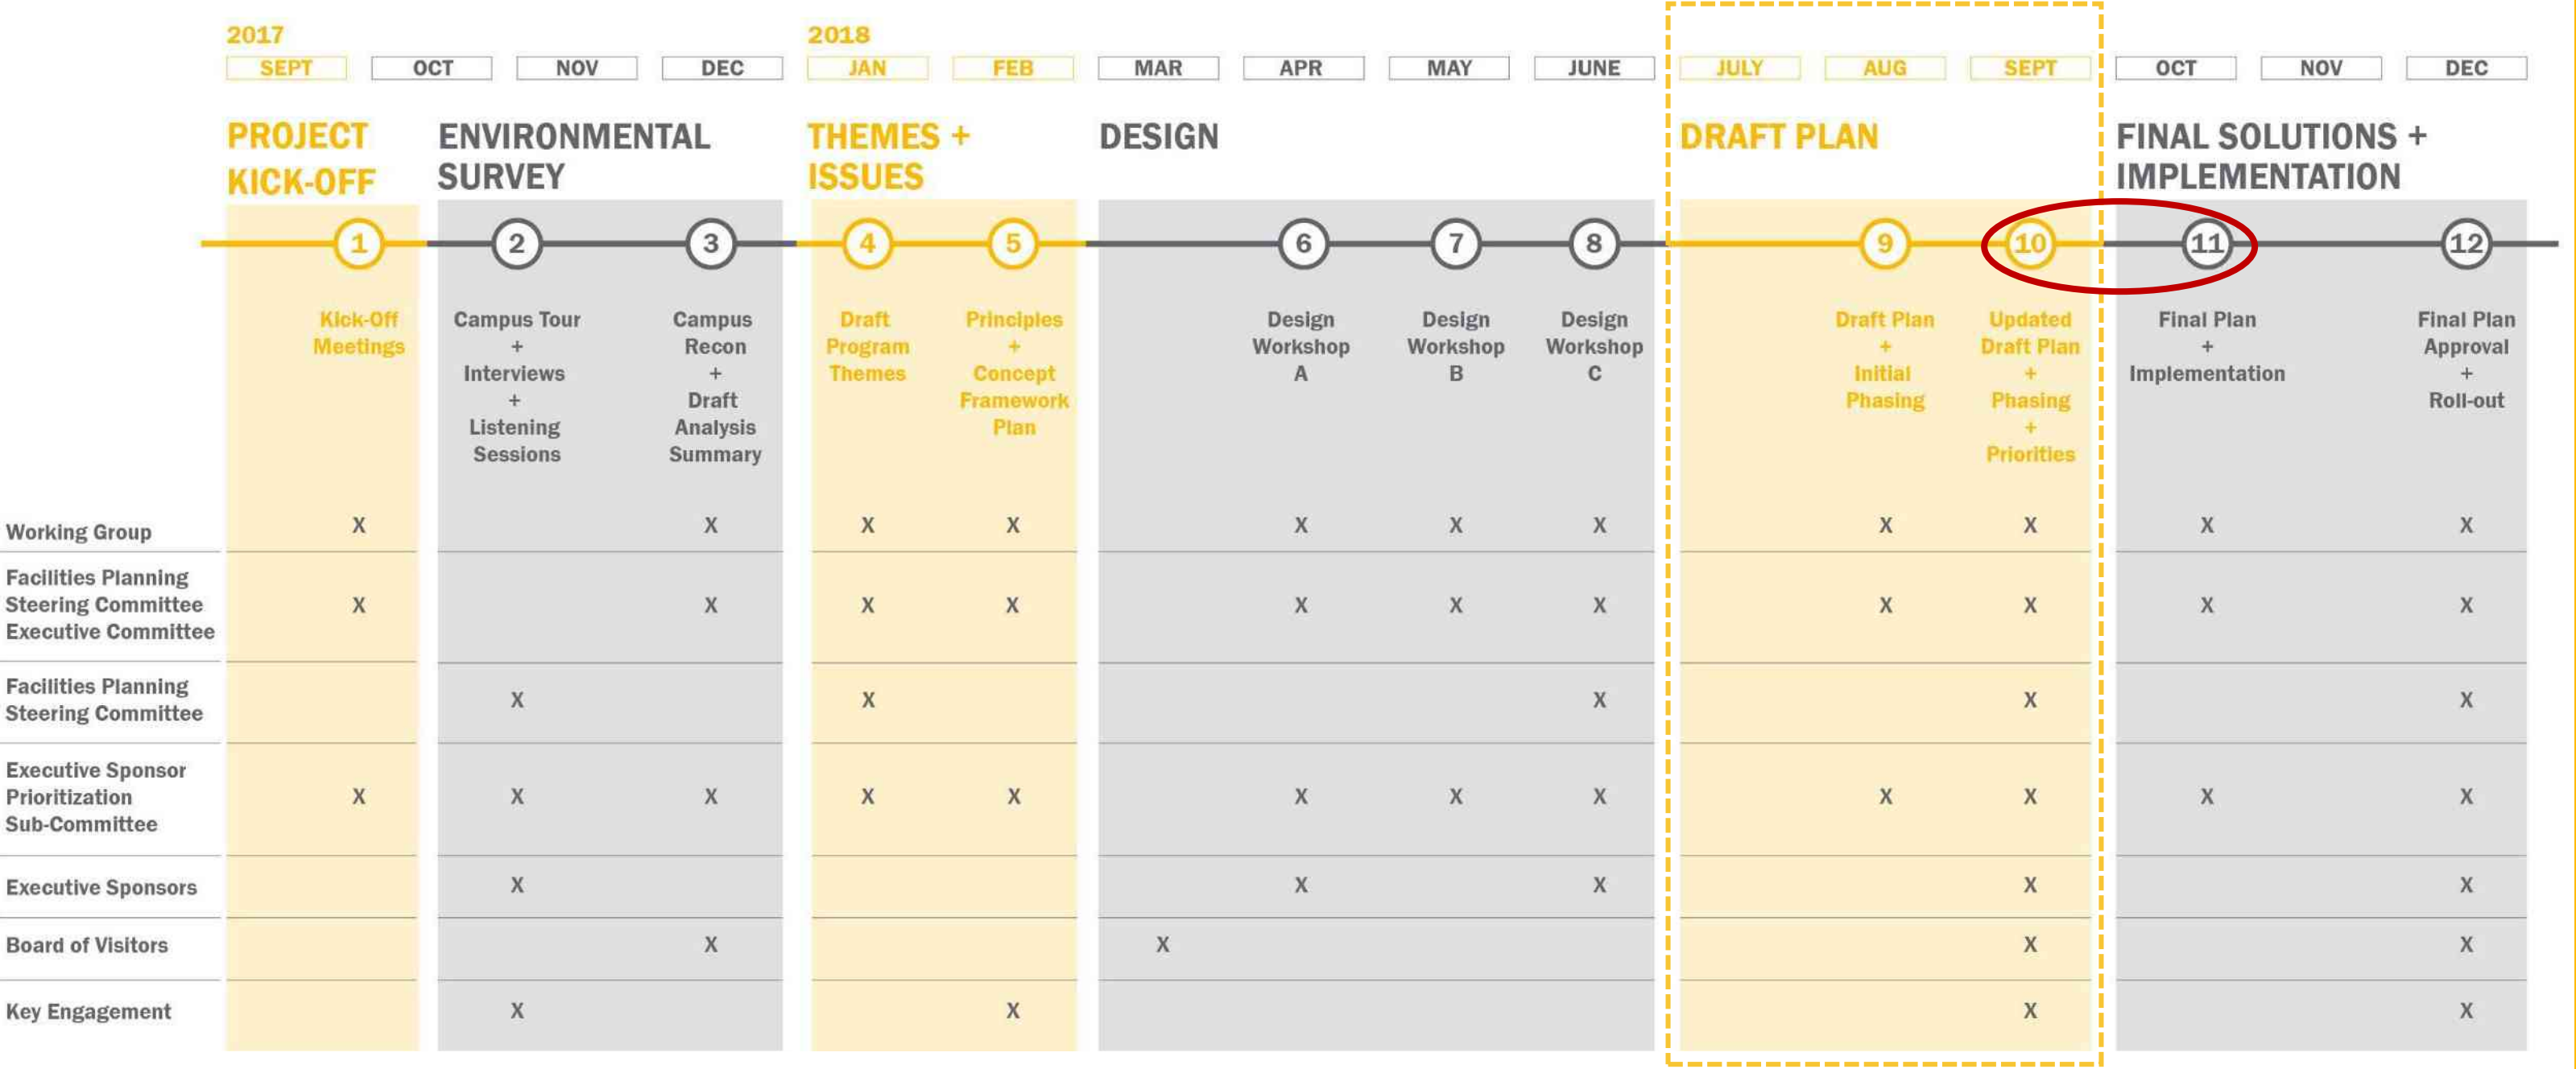 2017
2018
SEPT OCT NOV DEC JAN FEB MAR APR MAY JUNE JULY AUG SEPT OCT NOV DEC
PROJECT
KICK-OFF
ENVIRONMENTAL
SURVEY
THEMES +
ISSUES
DESIGN
DRAFT PLAN
FINAL SOLUTIONS +
IMPLEMENTATION
1 2 3 4 5 6 7 8 9 10 11 12
Kick-Off
Meetings
Campus Tour
+
Interviews
+
Listening
Sessions
Campus
Recon
+
Draft
Analysis
Summary
Draft
Program
Themes
Principles
+
Concept
Framework
Plan
Design
Workshop
A
Design
Workshop
B
Design
Workshop
C
Draft Plan
+
Initial
Phasing
Updated
Draft Plan
+
Phasing
+
Priorities
Final Plan
+
Implementation
Final Plan
Approval
+
Roll-out
Working Group X X X X X X X X X X X
Facilities Planning
Steering Committee
Executive Committee X X X X X X X X X X X
Facilities Planning
Steering Committee X X X X X
Executive Sponsor
Prioritization
Sub-Committee X X X X X X X X X X X X
Executive Sponsors X X X X X
Board of Visitors X X X X
Key Engagement X X X X